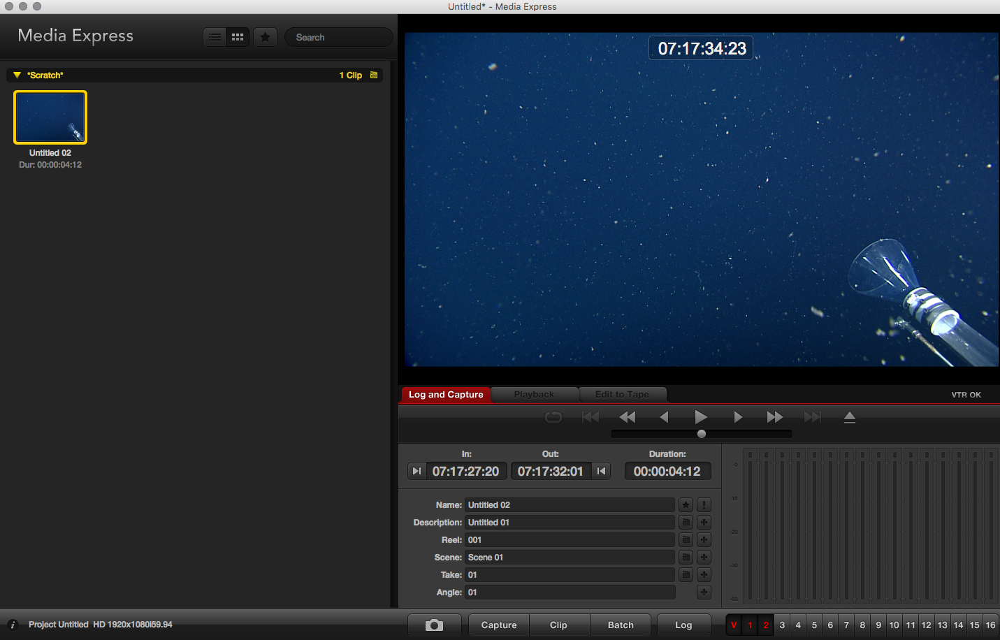 Untitled* - Media Express
Media Express
Search
*Scratch*
1 Clip
Untitled 02
Dur: 00:00:04:12
07:17:34:23
Log and Capture
Playback
Edit to Tape
VTR OK
In:
Out:
Duration:
07:17:27:20
07:17:32:01
00:00:04:12
Name: Untitled 02
Description: Untitled 01
Reel: 001
Scene: Scene 01
Take: 01
Angle: 01
-0
-10
-20
-30
-60
i Project Untitled HD 1920x1080i59.94
Capture
Clip
Batch
Log
V 1 2 3 4 5 6 7 8 9 10 11 12 13 14 15 16